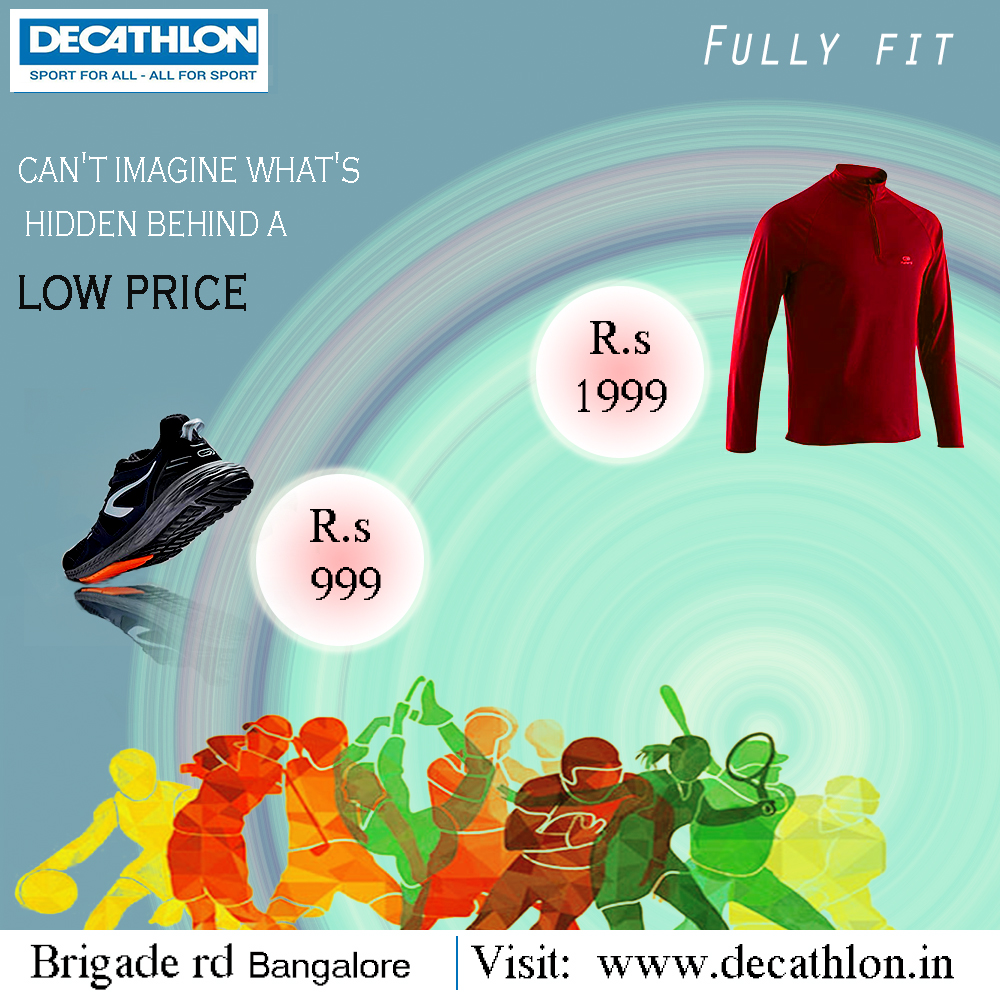 DECATHLON
SPORT FOR ALL - ALL FOR SPORT
FULLY FIT
CAN'T IMAGINE WHAT'S
HIDDEN BEHIND A
LOW PRICE
R.s
1999
R.s
999
Brigade rd Bangalore
Visit: www.decathlon.in